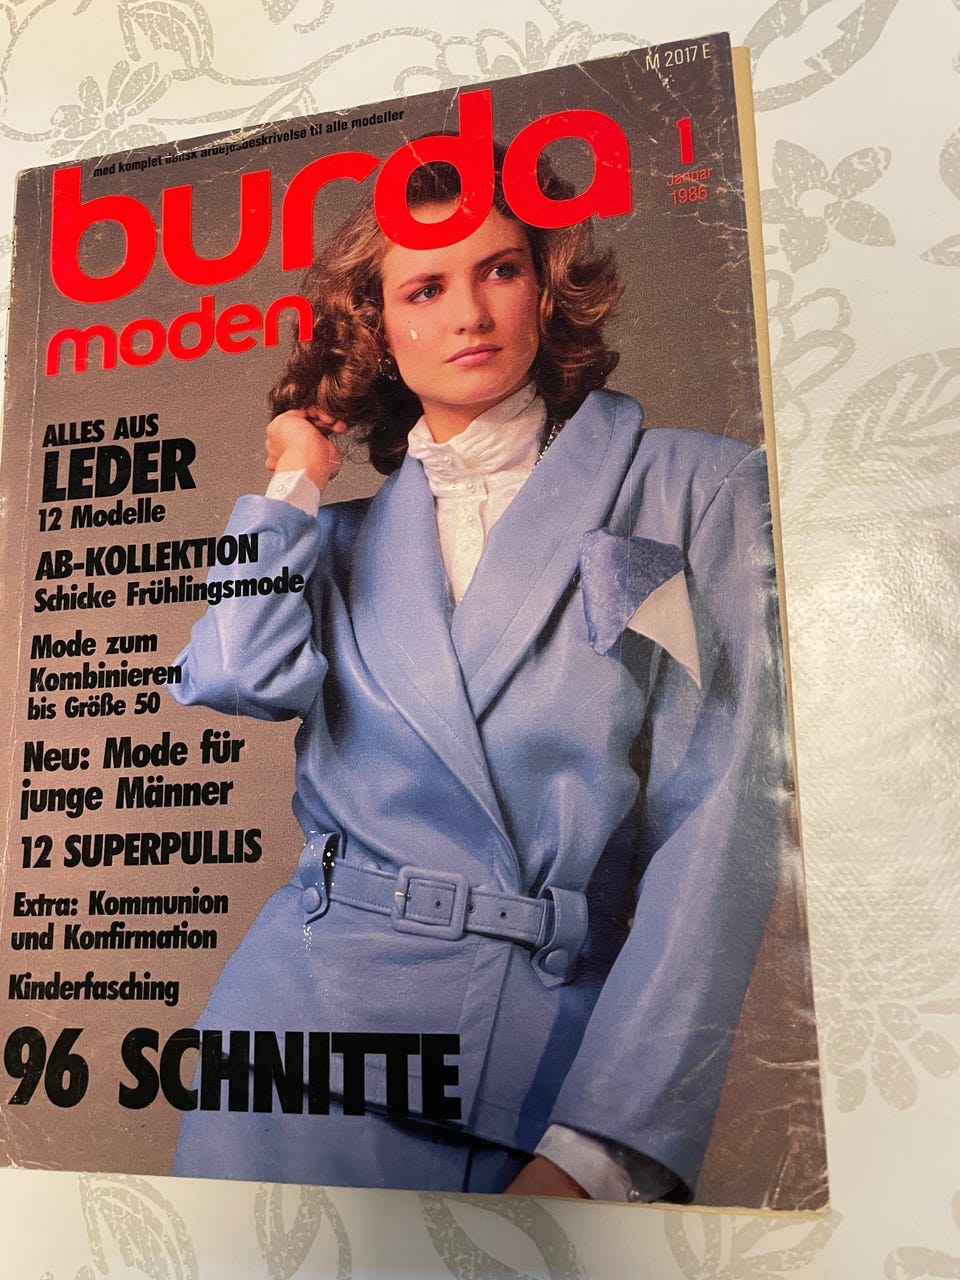 M 2017 E
med komplet dansk arbejdsbeskrivelse til alle modeller
burda
moden
1
Januar
1986
ALLES AUS
LEDER
12 Modelle
AB-KOLLEKTION
Schicke Frühlingsmode
Mode zum
Kombinieren
bis Größe 50
Neu: Mode für
junge Männer
12 SUPERPULLIS
Extra: Kommunion
und Konfirmation
Kinderfasching
96 SCHNITTE